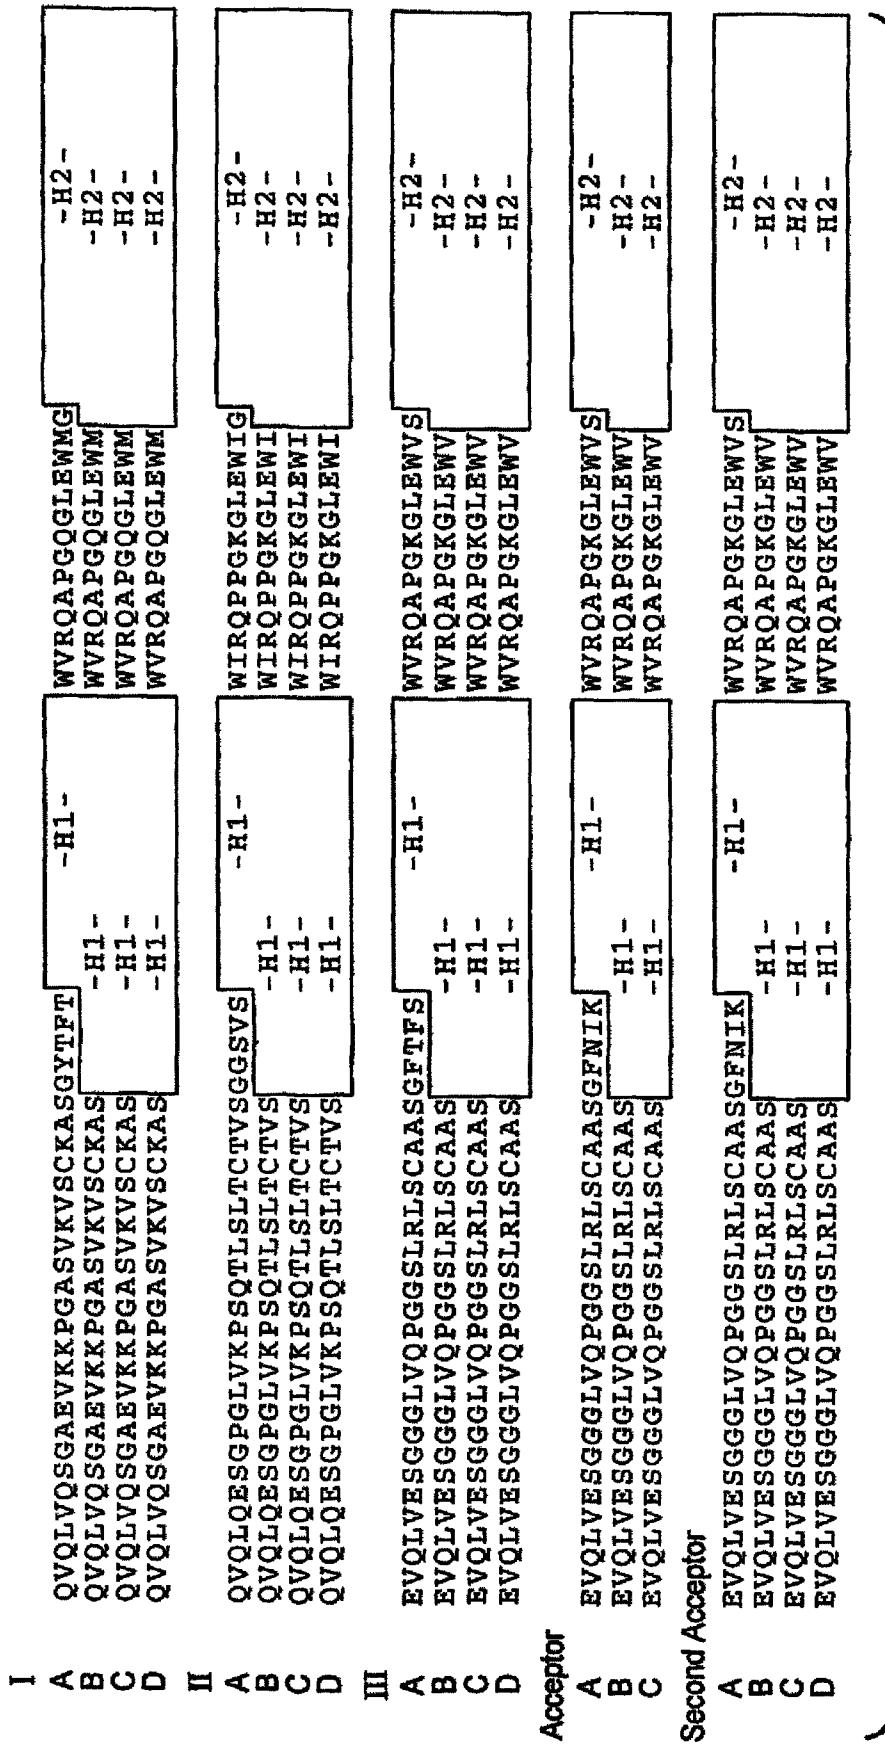 I
A QVQLVQSGAEVKKPGASVKVSCKASGYTFT -H1- WVRQAPGQGLEWMG -H2-
B QVQLVQSGAEVKKPGASVKVSCKAS -H1- WVRQAPGQGLEWM -H2-
C QVQLVQSGAEVKKPGASVKVSCKAS -H1- WVRQAPGQGLEWM -H2-
D QVQLVQSGAEVKKPGASVKVSCKAS -H1- WVRQAPGQGLEWM -H2-
II
A QVQLQESGPGLVKPSQTLSLTCTVSGGSVS -H1- WIRQPPGKGLEWIG -H2-
B QVQLQESGPGLVKPSQTLSLTCTVS -H1- WIRQPPGKGLEWI -H2-
C QVQLQESGPGLVKPSQTLSLTCTVS -H1- WIRQPPGKGLEWI -H2-
D QVQLQESGPGLVKPSQTLSLTCTVS -H1- WIRQPPGKGLEWI -H2-
III
A EVQLVESGGGLVQPGGSLRLSCAASGFTFS -H1- WVRQAPGKGLEWVS -H2-
B EVQLVESGGGLVQPGGSLRLSCAAS -H1- WVRQAPGKGLEWV -H2-
C EVQLVESGGGLVQPGGSLRLSCAAS -H1- WVRQAPGKGLEWV -H2-
D EVQLVESGGGLVQPGGSLRLSCAAS -H1- WVRQAPGKGLEWV -H2-
Acceptor
A EVQLVESGGGLVQPGGSLRLSCAASGFNIK -H1- WVRQAPGKGLEWVS -H2-
B EVQLVESGGGLVQPGGSLRLSCAAS -H1- WVRQAPGKGLEWV -H2-
C EVQLVESGGGLVQPGGSLRLSCAAS -H1- WVRQAPGKGLEWV -H2-
Second Acceptor
A EVQLVESGGGLVQPGGSLRLSCAASGFNIK -H1- WVRQAPGKGLEWVS -H2-
B EVQLVESGGGLVQPGGSLRLSCAAS -H1- WVRQAPGKGLEWV -H2-
C EVQLVESGGGLVQPGGSLRLSCAAS -H1- WVRQAPGKGLEWV -H2-
D EVQLVESGGGLVQPGGSLRLSCAAS -H1- WVRQAPGKGLEWV -H2-